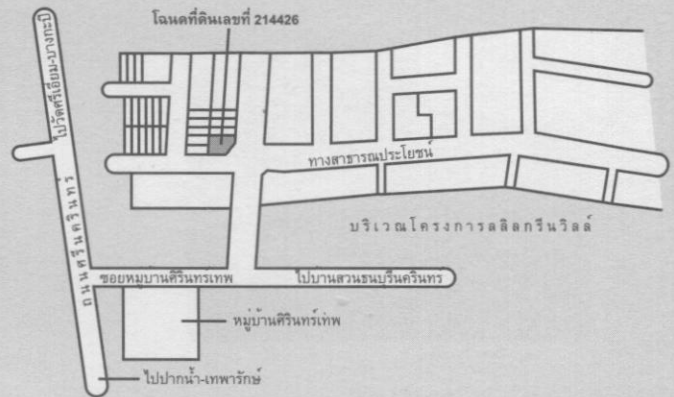 โฉนดที่ดินเลขที่ 214426
ไปวัดศรีเอี่ยม-บางกะปิ
ทางสาธารณประโยชน์
บริเวณโครงการลลิลกรีนวิลล์
ถนนศรีนครินทร์
ซอยหมู่บ้านศิรินทร์เทพ
ไปบ้านสวนธนบุรีนครินทร์
หมู่บ้านศิรินทร์เทพ
ไปปากน้ำ-เทพารักษ์